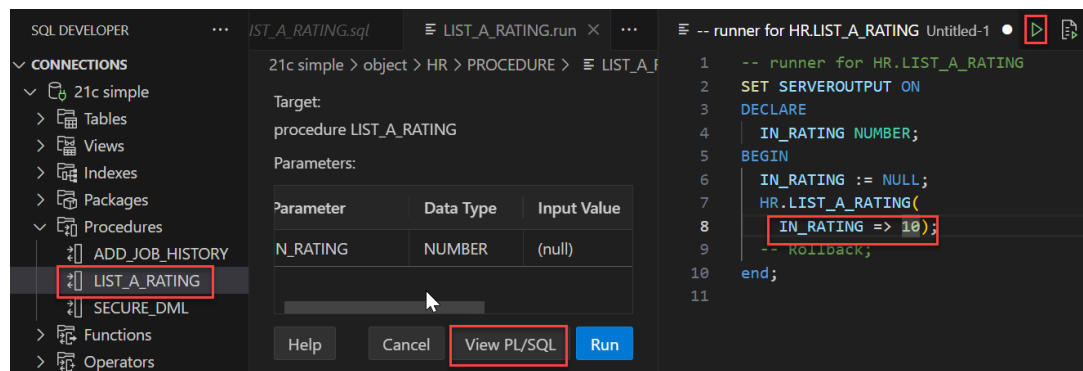 SQL DEVELOPER ...
CONNECTIONS
21c simple
Tables
Views
Indexes
Packages
Procedures
ADD_JOB_HISTORY
LIST_A_RATING
SECURE_DML
Functions
Operators
IST_A_RATING.sql
LIST_A_RATING.run ...
21c simple > object > HR > PROCEDURE > LIST_A_R
Target:
procedure LIST_A_RATING
Parameters:
Parameter Data Type Input Value
N_RATING NUMBER (null)
Help Cancel View PL/SQL Run
-- runner for HR.LIST_A_RATING Untitled-1
1 -- runner for HR.LIST_A_RATING
2 SET SERVEROUTPUT ON
3 DECLARE
4 IN_RATING NUMBER;
5 BEGIN
6 IN_RATING := NULL;
7 HR.LIST_A_RATING(
8 IN_RATING => 10);
9 -- Rollback;
10 end;
11